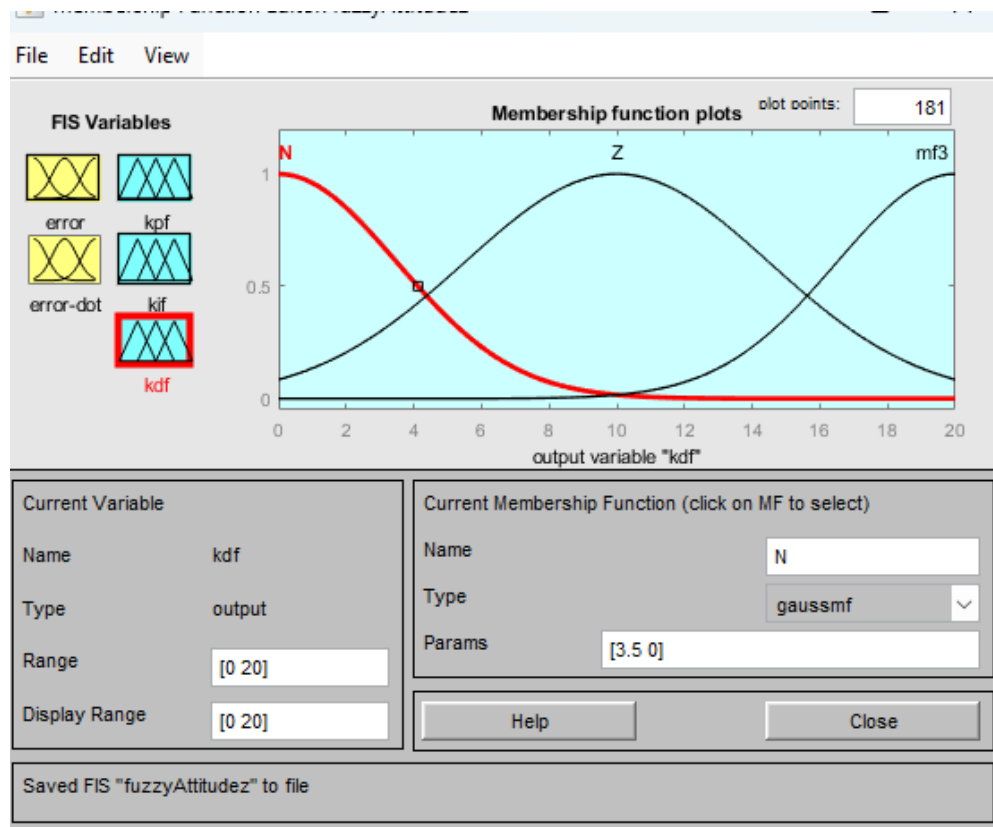 File Edit View
FIS Variables
Membership function plots
plot points:
181
error
kpf
error-dot
kif
kdf
N
Z
mf3
1
0.5
0
0 2 4 6 8 10 12 14 16 18 20
output variable "kdf"
Current Variable
Name kdf
Type output
Range [0 20]
Display Range [0 20]
Current Membership Function (click on MF to select)
Name N
Type gaussmf
Params [3.5 0]
Help
Close
Saved FIS "fuzzyAttitudez" to file